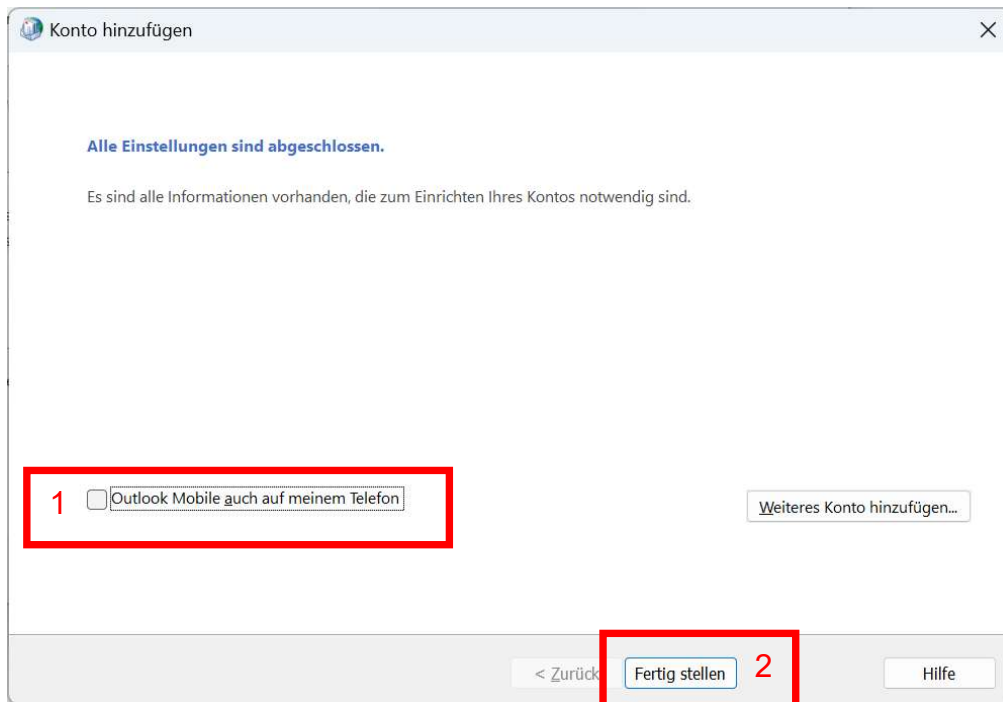 Konto hinzufügen
Alle Einstellungen sind abgeschlossen.
Es sind alle Informationen vorhanden, die zum Einrichten Ihres Kontos notwendig sind.
1 Outlook Mobile auch auf meinem Telefon
Weiteres Konto hinzufügen...
< Zurück
Fertig stellen
2
Hilfe